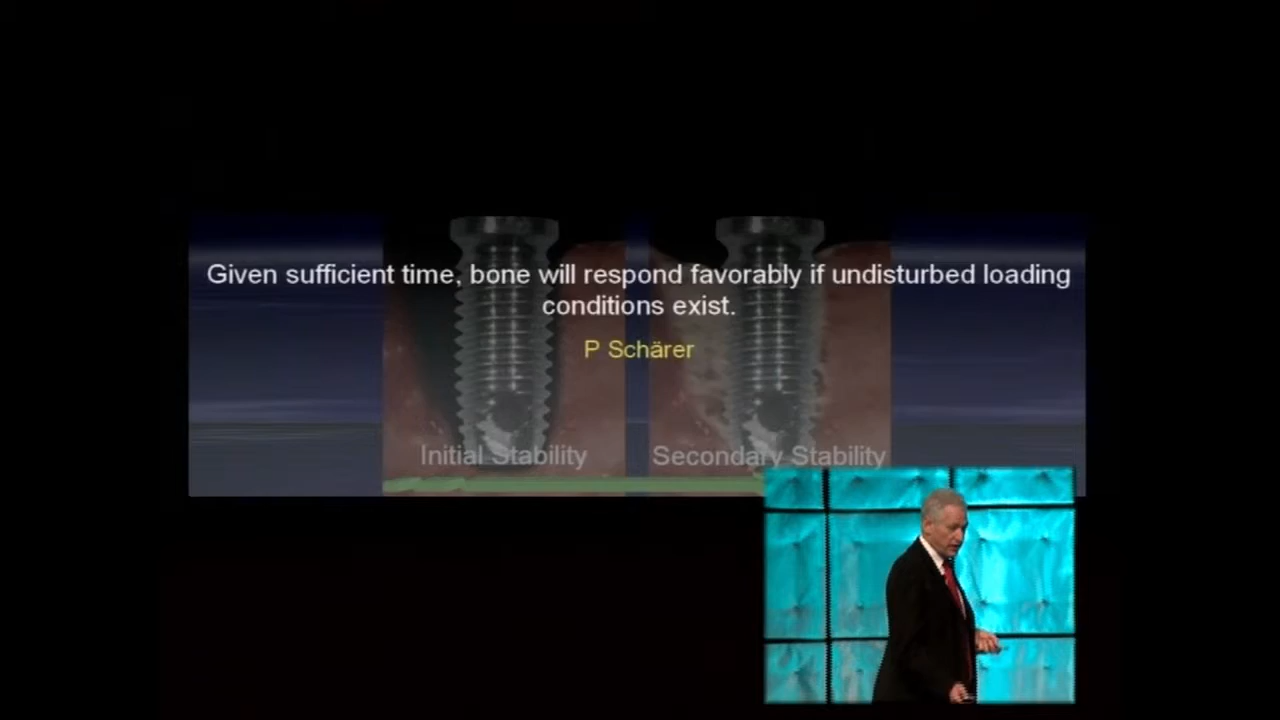 Given sufficient time, bone will respond favorably if undisturbed loading
conditions exist.
P Schärer
Initial Stability
Secondary Stability